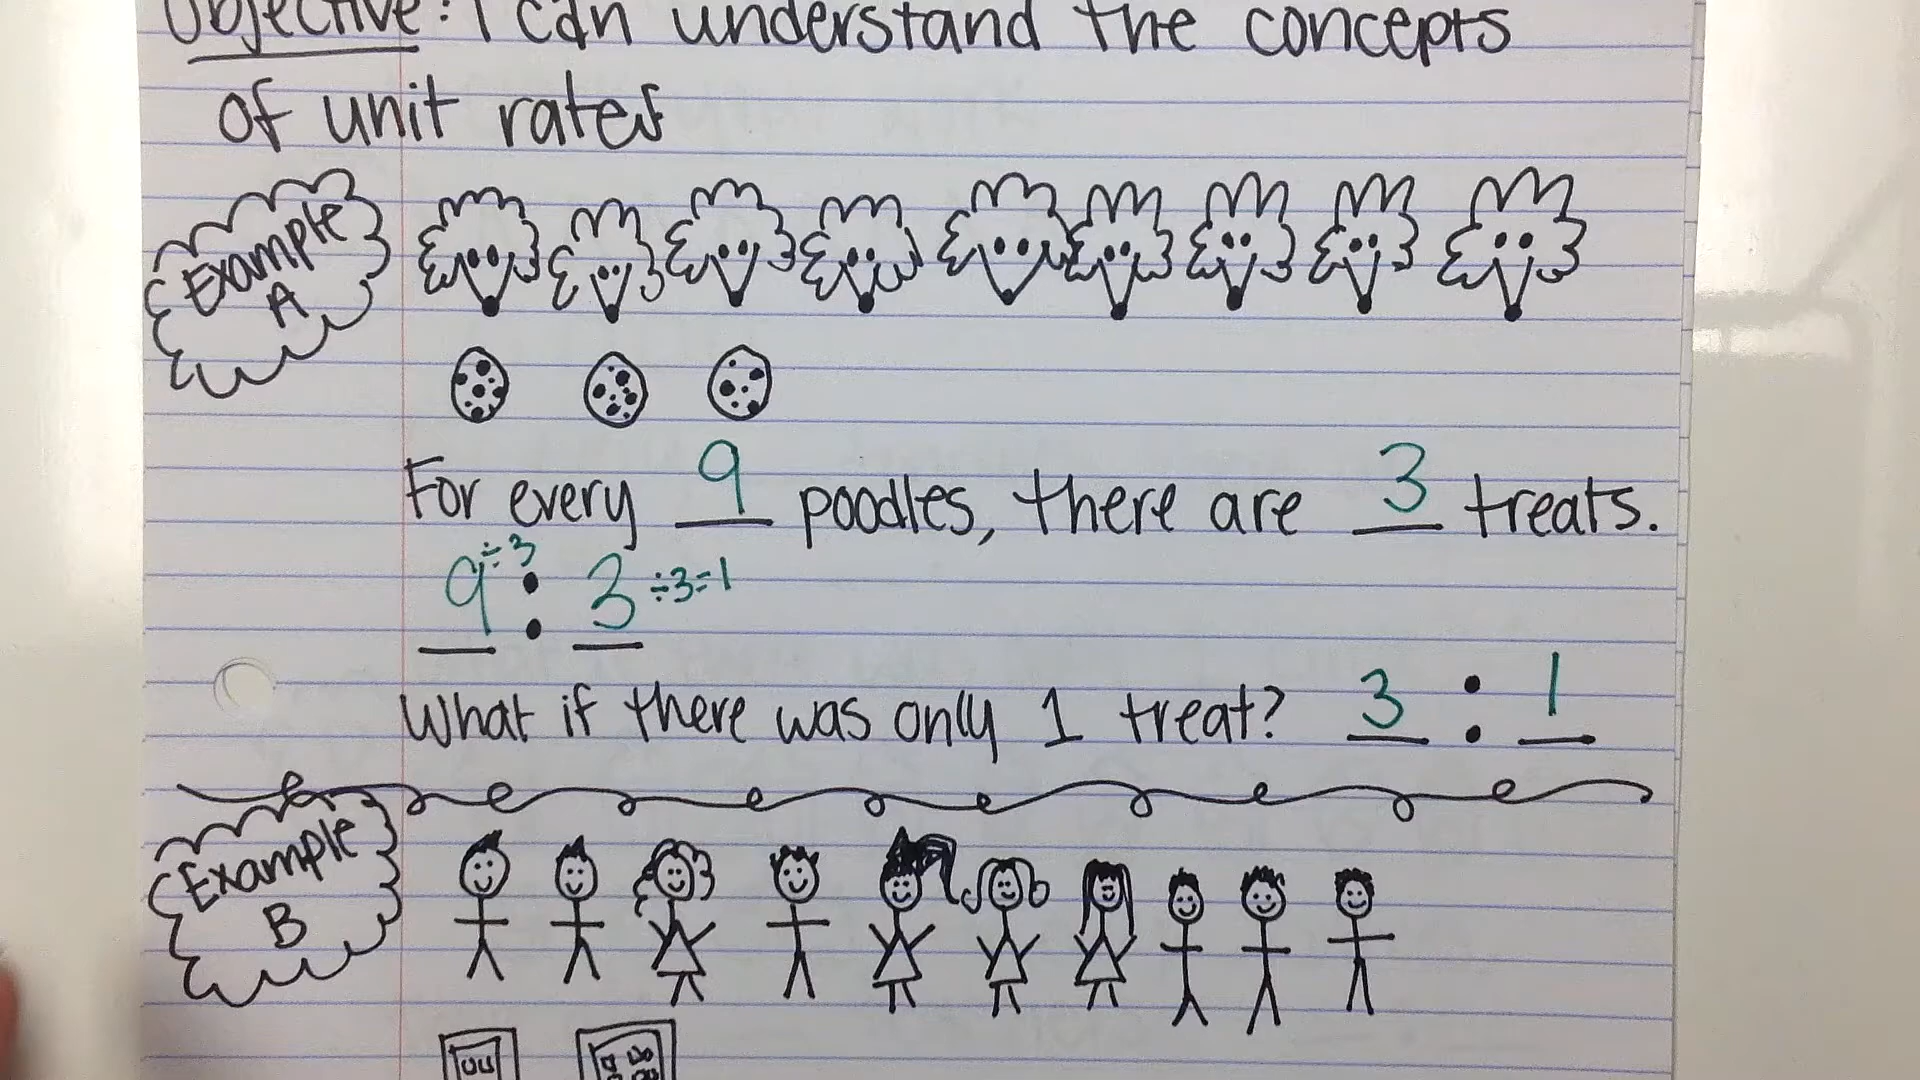 Objective: I can understand the concepts
of unit rates
Example
A
For every 9 poodles, there are 3 treats.
9÷3 : 3 ÷3=1
What if there was only 1 treat? 3 : 1
Example
B